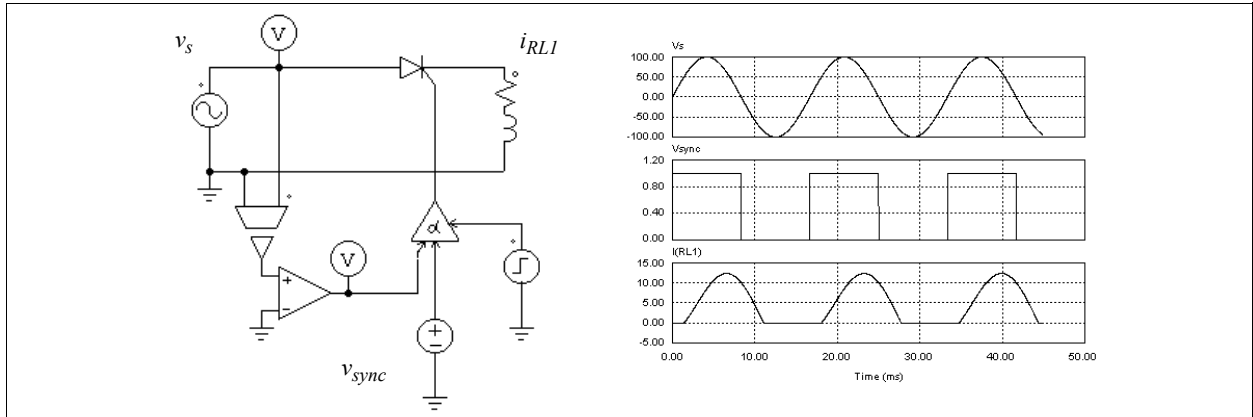 v_s
V
i_RL1
α
V
v_sync
+
−
+
−
Vs
100.00
50.00
0.00
-50.00
-100.00
Vsync
1.20
0.80
0.40
0.00
I(RL1)
15.00
10.00
5.00
0.00
-5.00
0.00 10.00 20.00 30.00 40.00 50.00
Time (ms)